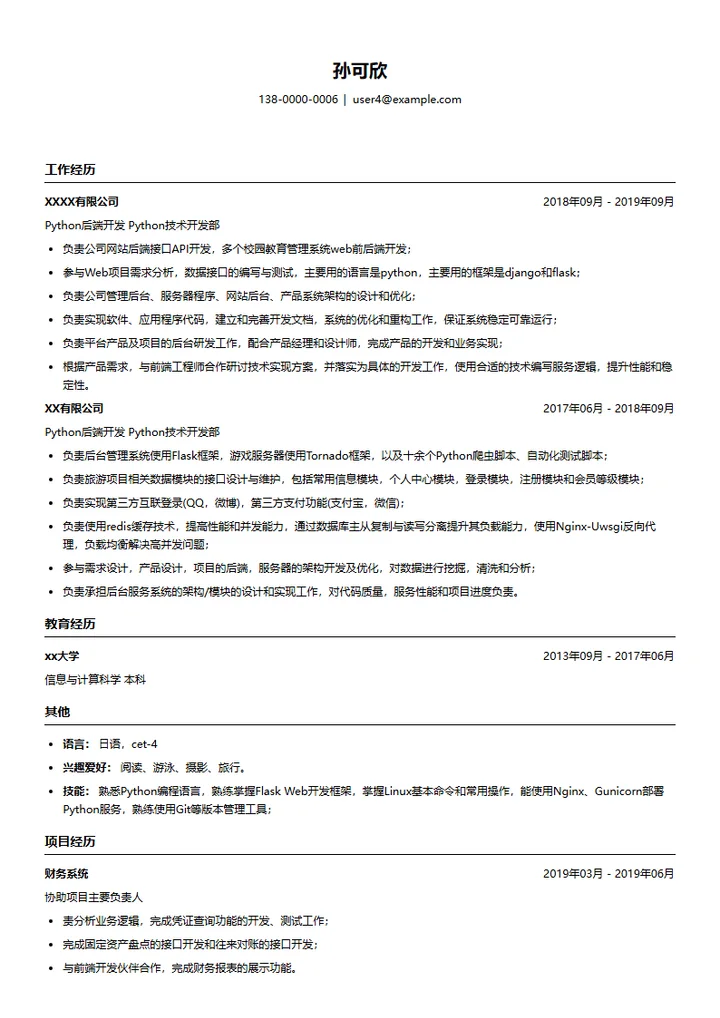 孙可欣
138-0000-0006 | user4@example.com
工作经历
XXXX有限公司 2018年09月 - 2019年09月
Python后端开发 Python技术开发部
• 负责公司网站后端接口API开发，多个校园教育管理系统web前后端开发；
• 参与Web项目需求分析，数据接口的编写与测试，主要用的语言是python，主要用的框架是django和flask；
• 负责公司管理后台、服务器程序、网站后台、产品系统架构的设计和优化；
• 负责实现软件、应用程序代码，建立和完善开发文档，系统的优化和重构工作，保证系统稳定可靠运行；
• 负责平台产品及项目的后台研发工作，配合产品经理和设计师，完成产品的开发和业务实现；
• 根据产品需求，与前端工程师合作研讨技术实现方案，并落实为具体的开发工作，使用合适的技术编写服务逻辑，提升性能和稳
定性。
XX有限公司 2017年06月 - 2018年09月
Python后端开发 Python技术开发部
• 负责后台管理系统使用Flask框架，游戏服务器使用Tornado框架，以及十余个Python爬虫脚本、自动化测试脚本；
• 负责旅游项目相关数据模块的接口设计与维护，包括常用信息模块，个人中心模块，登录模块，注册模块和会员等级模块；
• 负责实现第三方互联登录(QQ，微博)，第三方支付功能(支付宝，微信)；
• 负责使用redis缓存技术，提高性能和并发能力，通过数据库主从复制与读写分离提升其负载能力，使用Nginx-Uwsgi反向代
理，负载均衡解决高并发问题；
• 参与需求设计，产品设计，项目的后端，服务器的架构开发及优化，对数据进行挖掘，清洗和分析；
• 负责承担后台服务系统的架构/模块的设计和实现工作，对代码质量，服务性能和项目进度负责。
教育经历
xx大学 2013年09月 - 2017年06月
信息与计算科学 本科
其他
• 语言： 日语，cet-4
• 兴趣爱好： 阅读、游泳、摄影、旅行。
• 技能： 熟悉Python编程语言，熟练掌握Flask Web开发框架，掌握Linux基本命令和常用操作，能使用Nginx、Gunicorn部署
Python服务，熟练使用Git等版本管理工具；
项目经历
财务系统 2019年03月 - 2019年06月
协助项目主要负责人
• 责分析业务逻辑，完成凭证查询功能的开发、测试工作；
• 完成固定资产盘点的接口开发和往来对账的接口开发；
• 与前端开发伙伴合作，完成财务报表的展示功能。